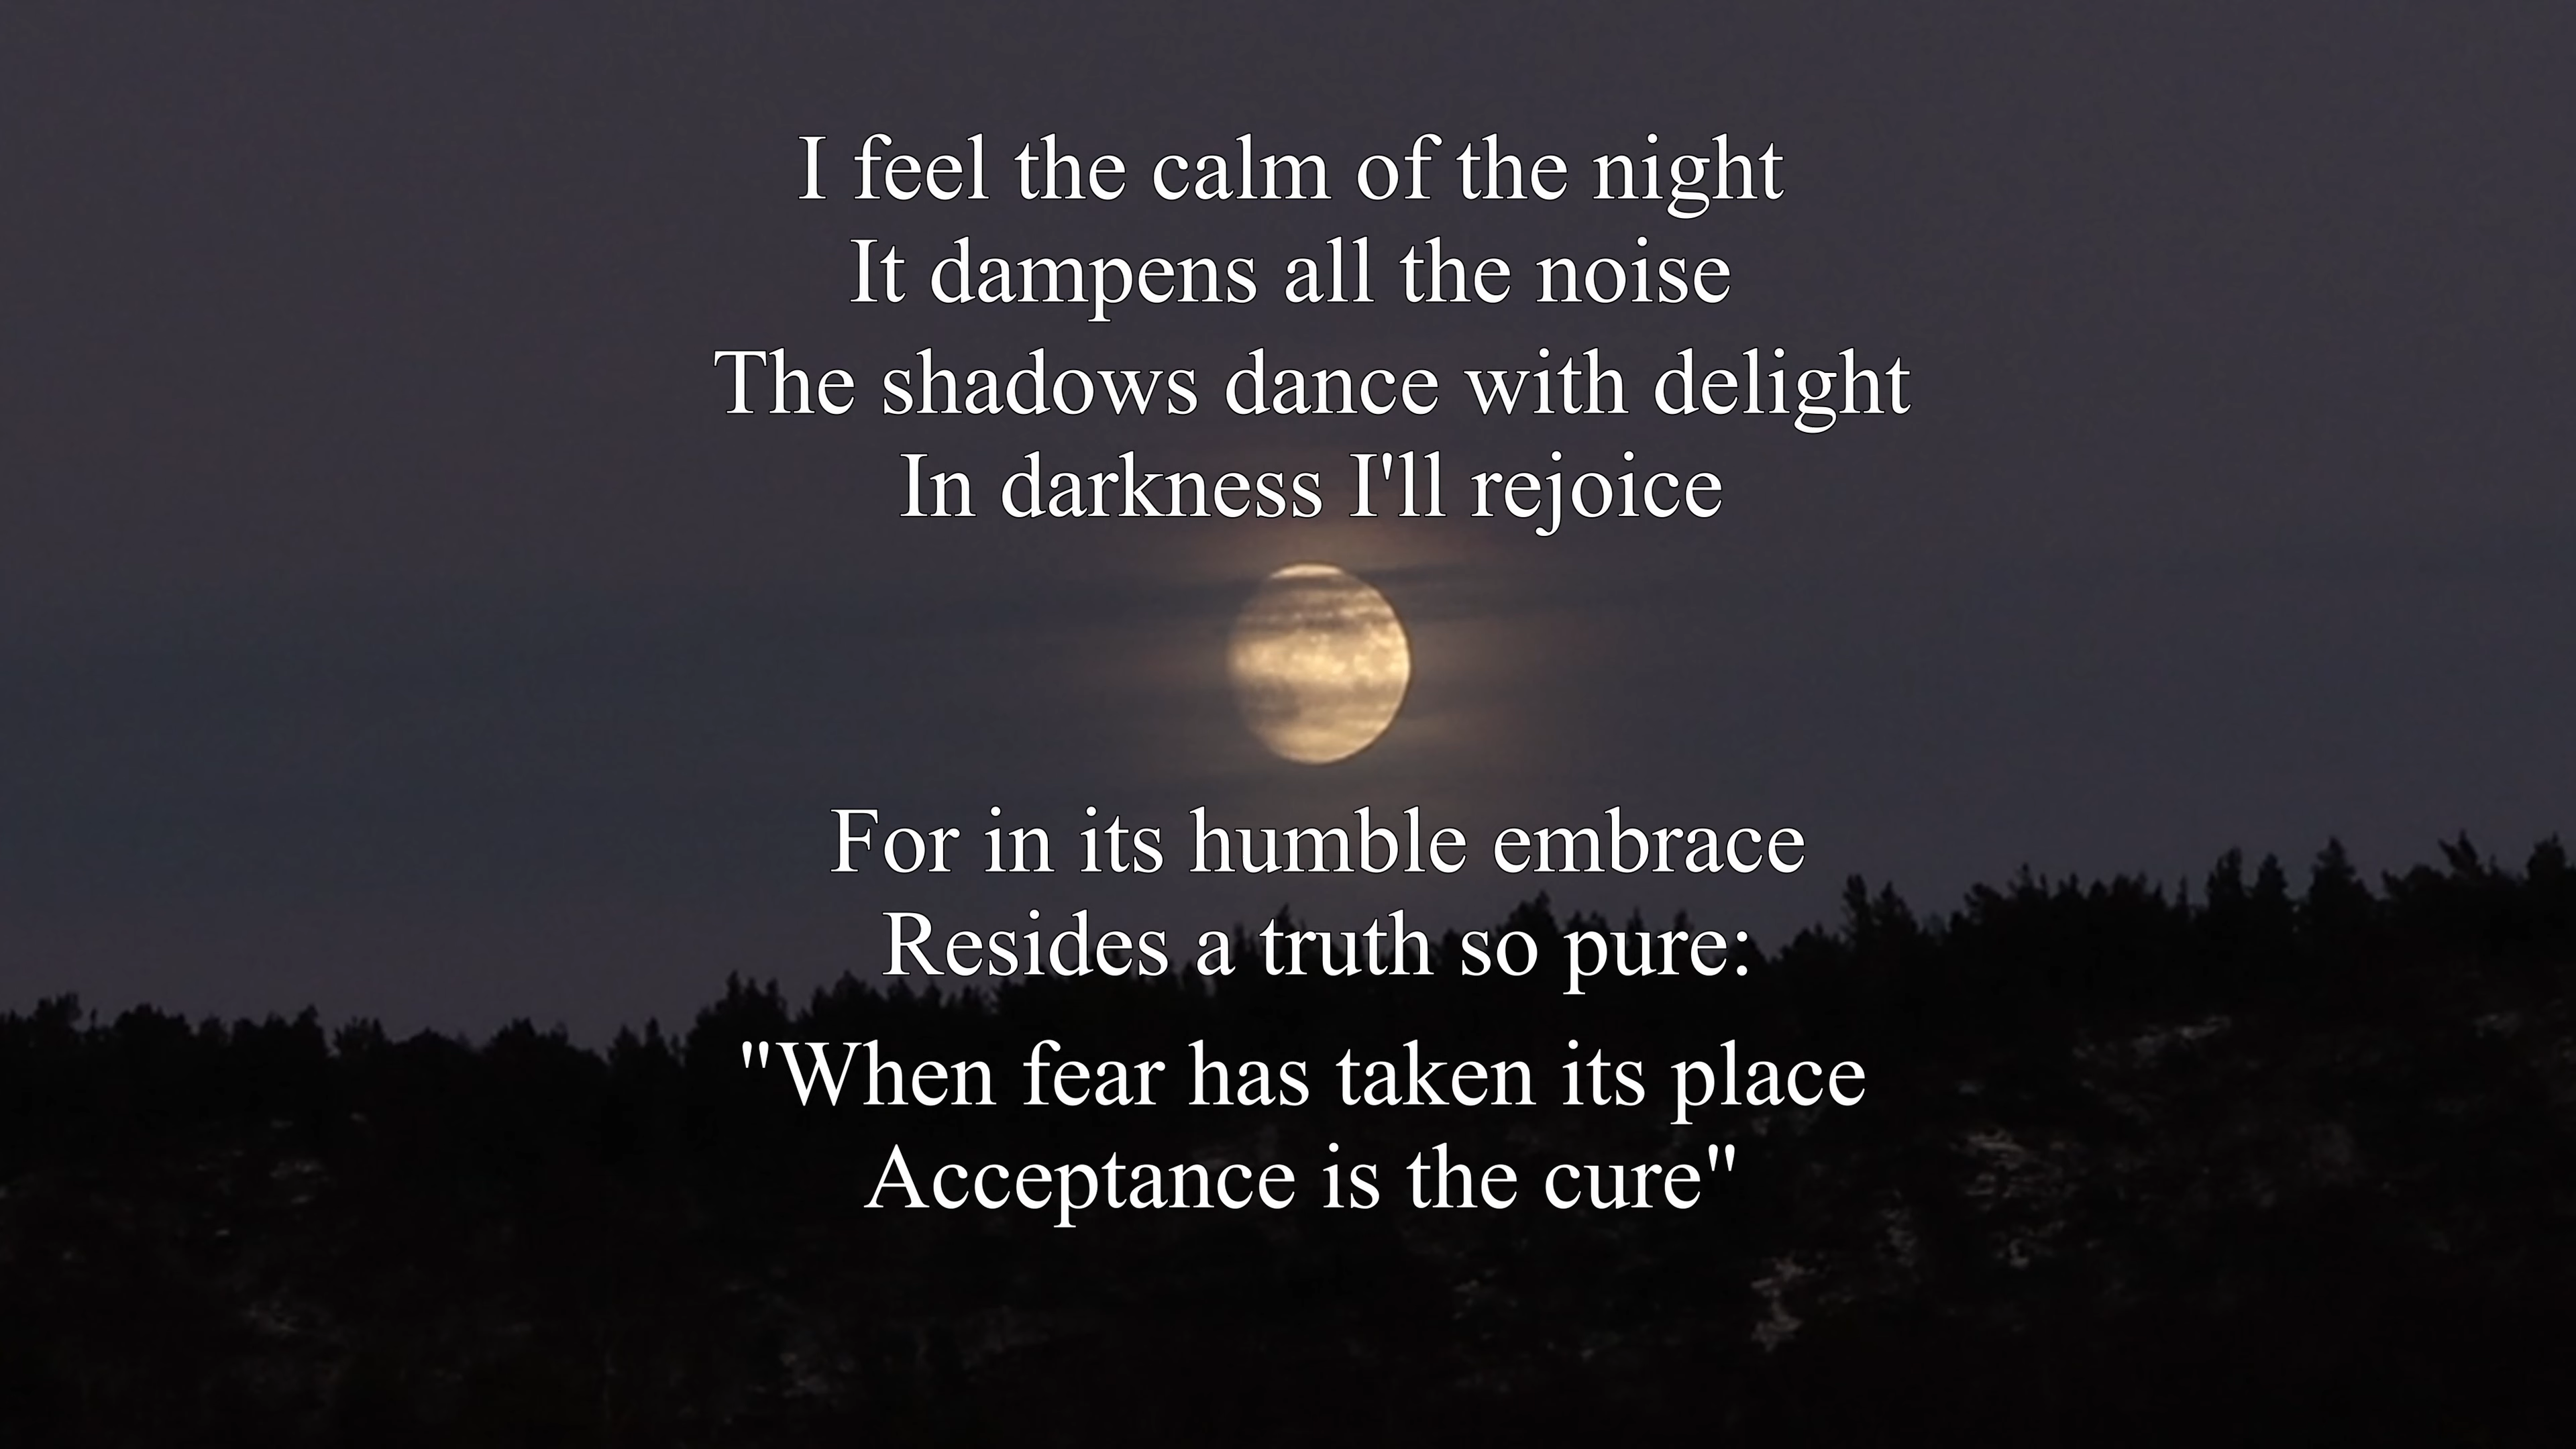 I feel the calm of the night
It dampens all the noise
The shadows dance with delight
In darkness I'll rejoice
For in its humble embrace
Resides a truth so pure:
"When fear has taken its place
Acceptance is the cure"